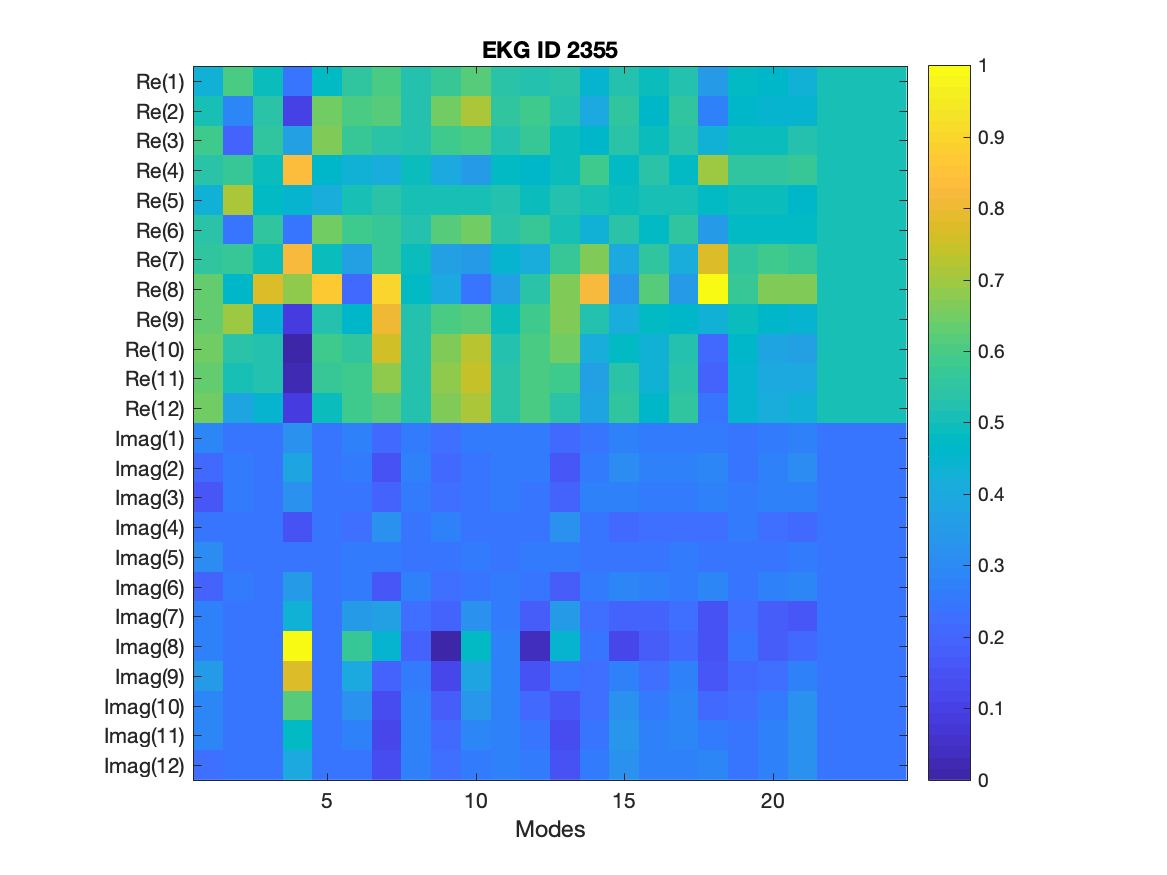 EKG ID 2355
Re(1)
Re(2)
Re(3)
Re(4)
Re(5)
Re(6)
Re(7)
Re(8)
Re(9)
Re(10)
Re(11)
Re(12)
Imag(1)
Imag(2)
Imag(3)
Imag(4)
Imag(5)
Imag(6)
Imag(7)
Imag(8)
Imag(9)
Imag(10)
Imag(11)
Imag(12)
5 10 15 20
Modes
1
0.9
0.8
0.7
0.6
0.5
0.4
0.3
0.2
0.1
0